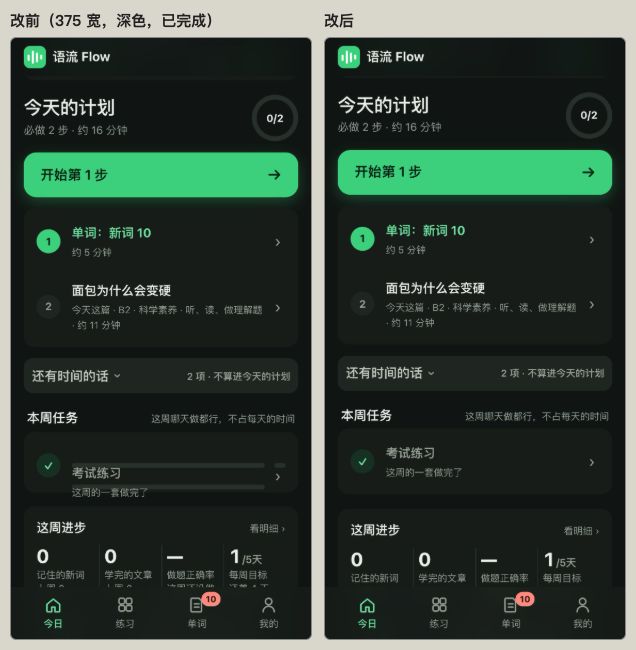 改前（375 宽，深色，已完成）
语流 Flow
今天的计划
必做 2 步 · 约 16 分钟
0/2
开始第 1 步
1
单词：新词 10
约 5 分钟
2
面包为什么会变硬
今天这篇 · B2 · 科学素养 · 听、读、做理解题
· 约 11 分钟
还有时间的话
2 项 · 不算进今天的计划
本周任务
这周哪天做都行，不占每天的时间
考试练习
这周的一套做完了
这周进步
看明细 ›
0
0
—
1/5天
记住的新词
学完的文章
做题正确率
每周目标
今日
练习
10
单词
我的
改后
语流 Flow
今天的计划
必做 2 步 · 约 16 分钟
0/2
开始第 1 步
1
单词：新词 10
约 5 分钟
2
面包为什么会变硬
今天这篇 · B2 · 科学素养 · 听、读、做理解题
· 约 11 分钟
还有时间的话
2 项 · 不算进今天的计划
本周任务
这周哪天做都行，不占每天的时间
考试练习
这周的一套做完了
这周进步
看明细 ›
0
0
—
1/5天
记住的新词
学完的文章
做题正确率
每周目标
今日
练习
10
单词
我的